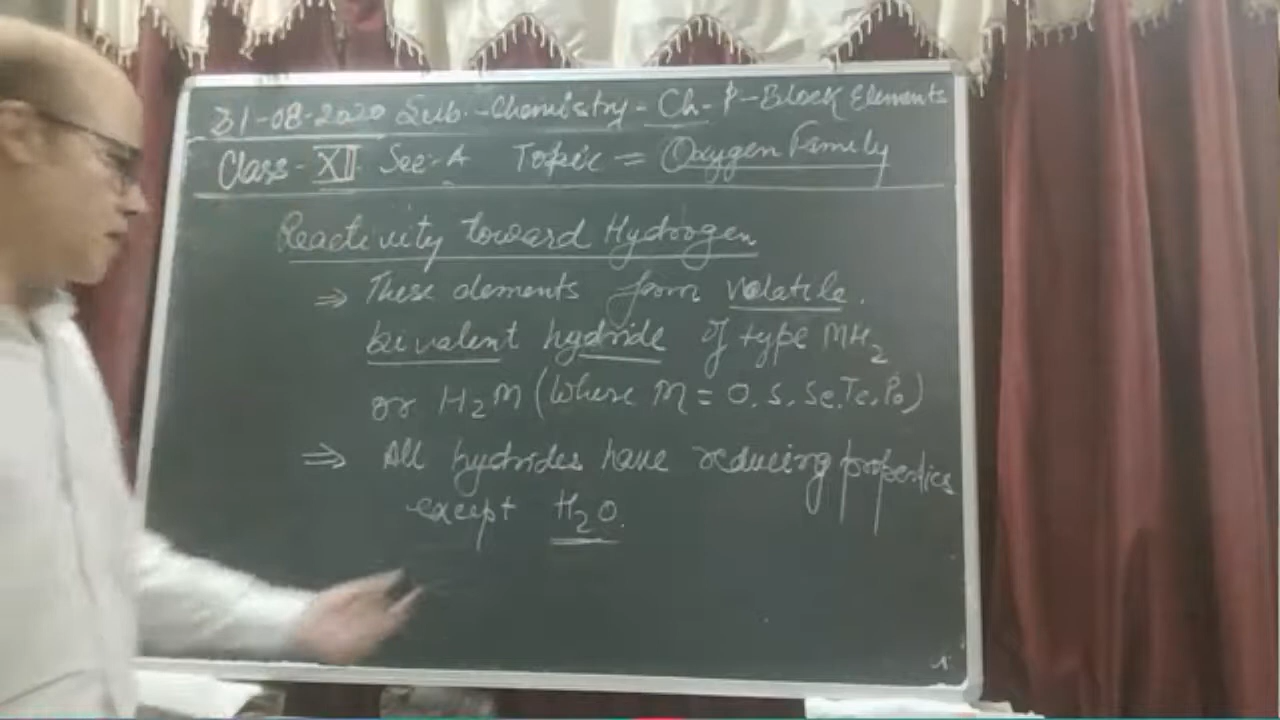 31-08-2020 Sub.-Chemistry- Ch- P-Block Elements
Class- XII Sec-A Topic = Oxygen Family
Reactivity toward Hydrogen
⇒ These elements form volatile.
bivalent hydride of type MH₂
or H₂M (Where M = O, S, Se, Te, Po)
⇒ All hydrides have reducing properties
except H₂O.